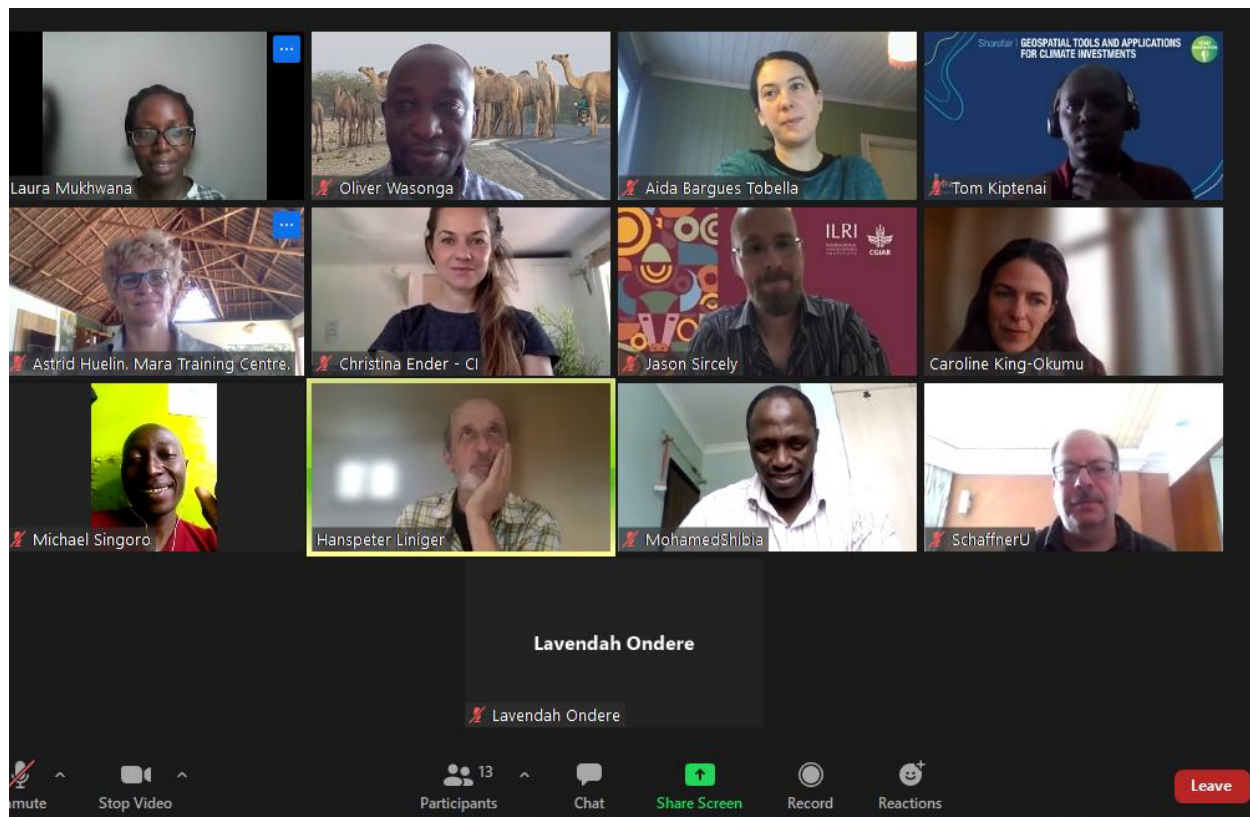 Laura Mukhwana
Oliver Wasonga
Aida Bargues Tobella
Sharefair | GEOSPATIAL TOOLS AND APPLICATIONS
FOR CLIMATE INVESTMENTS
Tom Kiptenai
Astrid Huelin. Mara Training Centre.
Christina Ender - CI
ILRI
CGIAR
Jason Sircely
Caroline King-Okumu
Michael Singoro
Hanspeter Liniger
MohamedShibia
SchaffnerU
Lavendah Ondere
Lavendah Ondere
mute
Stop Video
13
Participants
Chat
Share Screen
Record
Reactions
Leave